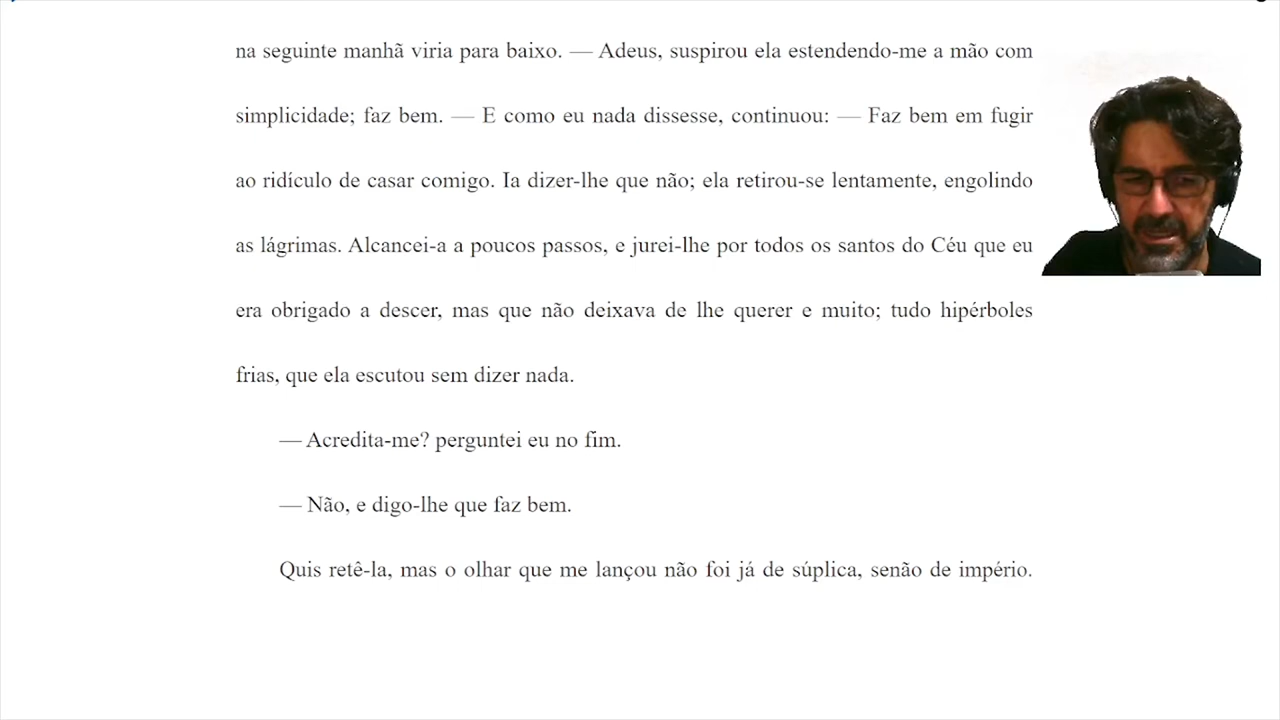 na seguinte manhã viria para baixo. — Adeus, suspirou ela estendendo-me a mão com
simplicidade; faz bem. — E como eu nada dissesse, continuou: — Faz bem em fugir
ao ridículo de casar comigo. Ia dizer-lhe que não; ela retirou-se lentamente, engolindo
as lágrimas. Alcancei-a a poucos passos, e jurei-lhe por todos os santos do Céu que eu
era obrigado a descer, mas que não deixava de lhe querer e muito; tudo hipérboles
frias, que ela escutou sem dizer nada.
— Acredita-me? perguntei eu no fim.
— Não, e digo-lhe que faz bem.
Quis retê-la, mas o olhar que me lançou não foi já de súplica, senão de império.